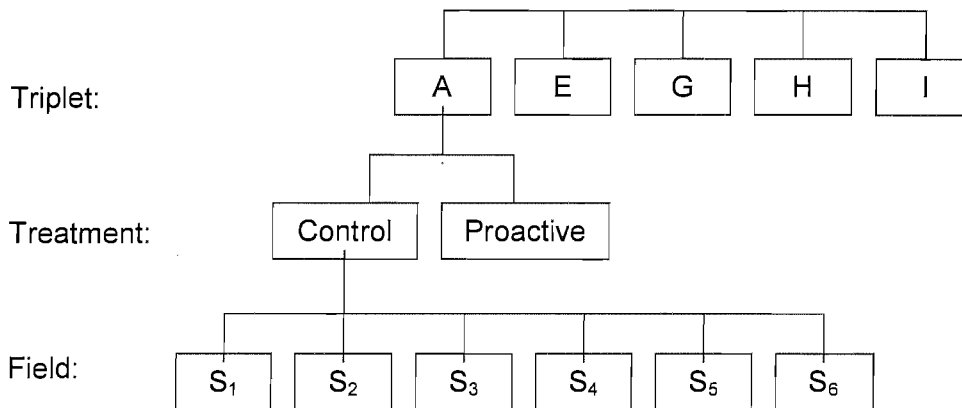 Triplet: A E G H I
Treatment: Control Proactive
Field: S₁ S₂ S₃ S₄ S₅ S₆